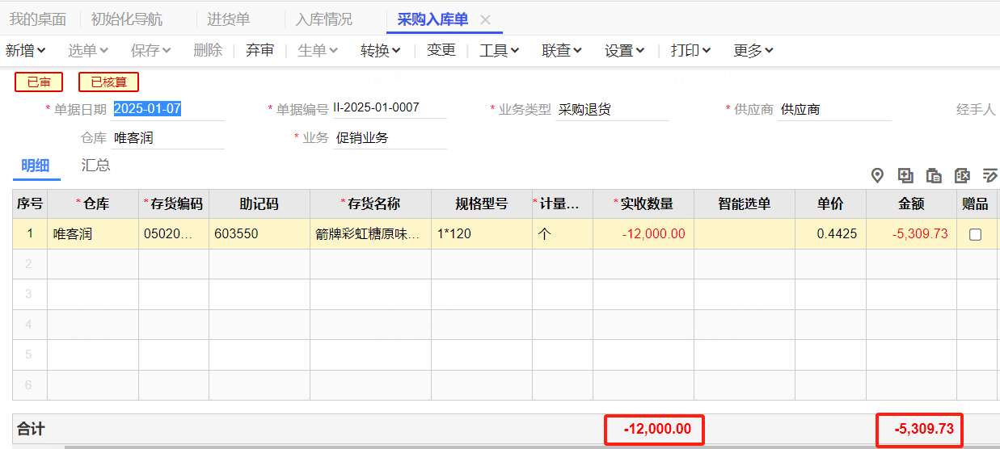 我的桌面 初始化导航 进货单 入库情况 采购入库单
新增 选单 保存 删除 弃审 生单 转换 变更 工具 联查 设置 打印 更多
已审 已核算
* 单据日期 2025-01-07 * 单据编号 II-2025-01-0007 * 业务类型 采购退货 * 供应商 供应商 经手人
仓库 唯客润 * 业务 促销业务
明细 汇总
序号 * 仓库 * 存货编码 助记码 * 存货名称 规格型号 * 计量... * 实收数量 智能选单 单价 金额 赠品
1 唯客润 05020... 603550 箭牌彩虹糖原味... 1*120 个 -12,000.00 0.4425 -5,309.73
2
3
4
5
6
合计 -12,000.00 -5,309.73